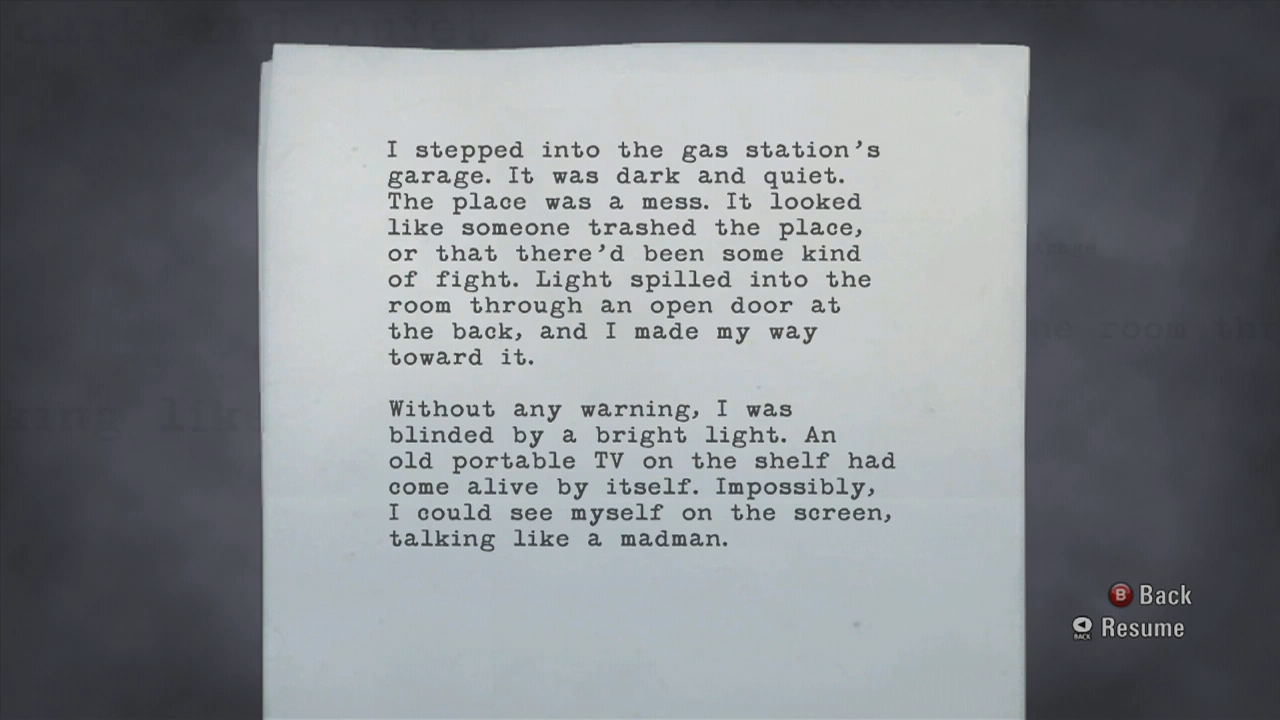 I stepped into the gas station's
garage. It was dark and quiet.
The place was a mess. It looked
like someone trashed the place,
or that there'd been some kind
of fight. Light spilled into the
room through an open door at
the back, and I made my way
toward it.
Without any warning, I was
blinded by a bright light. An
old portable TV on the shelf had
come alive by itself. Impossibly,
I could see myself on the screen,
talking like a madman.
B Back
BACK Resume